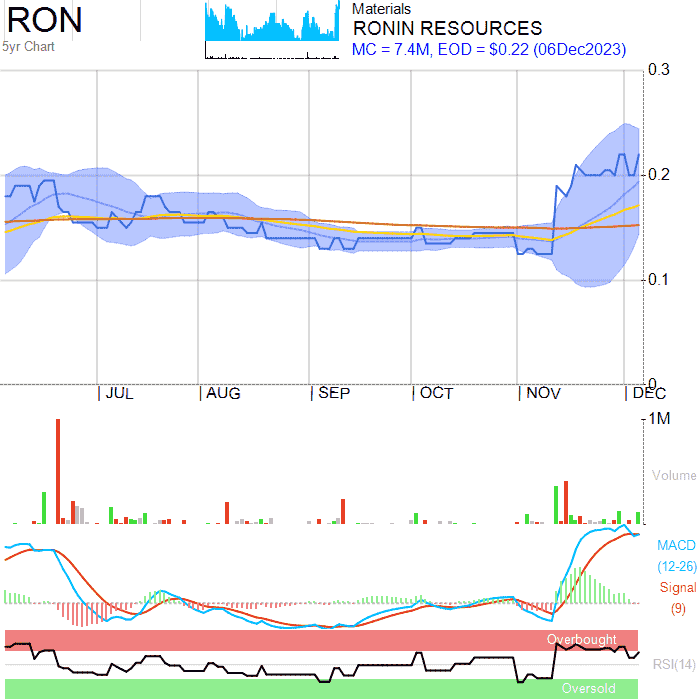 RON
5yr Chart
Materials
RONIN RESOURCES
MC = 7.4M, EOD = $0.22 (06Dec2023)
0.3
0.2
0.1
0
JUL
AUG
SEP
OCT
NOV
DEC
1M
Volume
MACD
(12-26)
Signal
(9)
Overbought
RSI(14)
Oversold